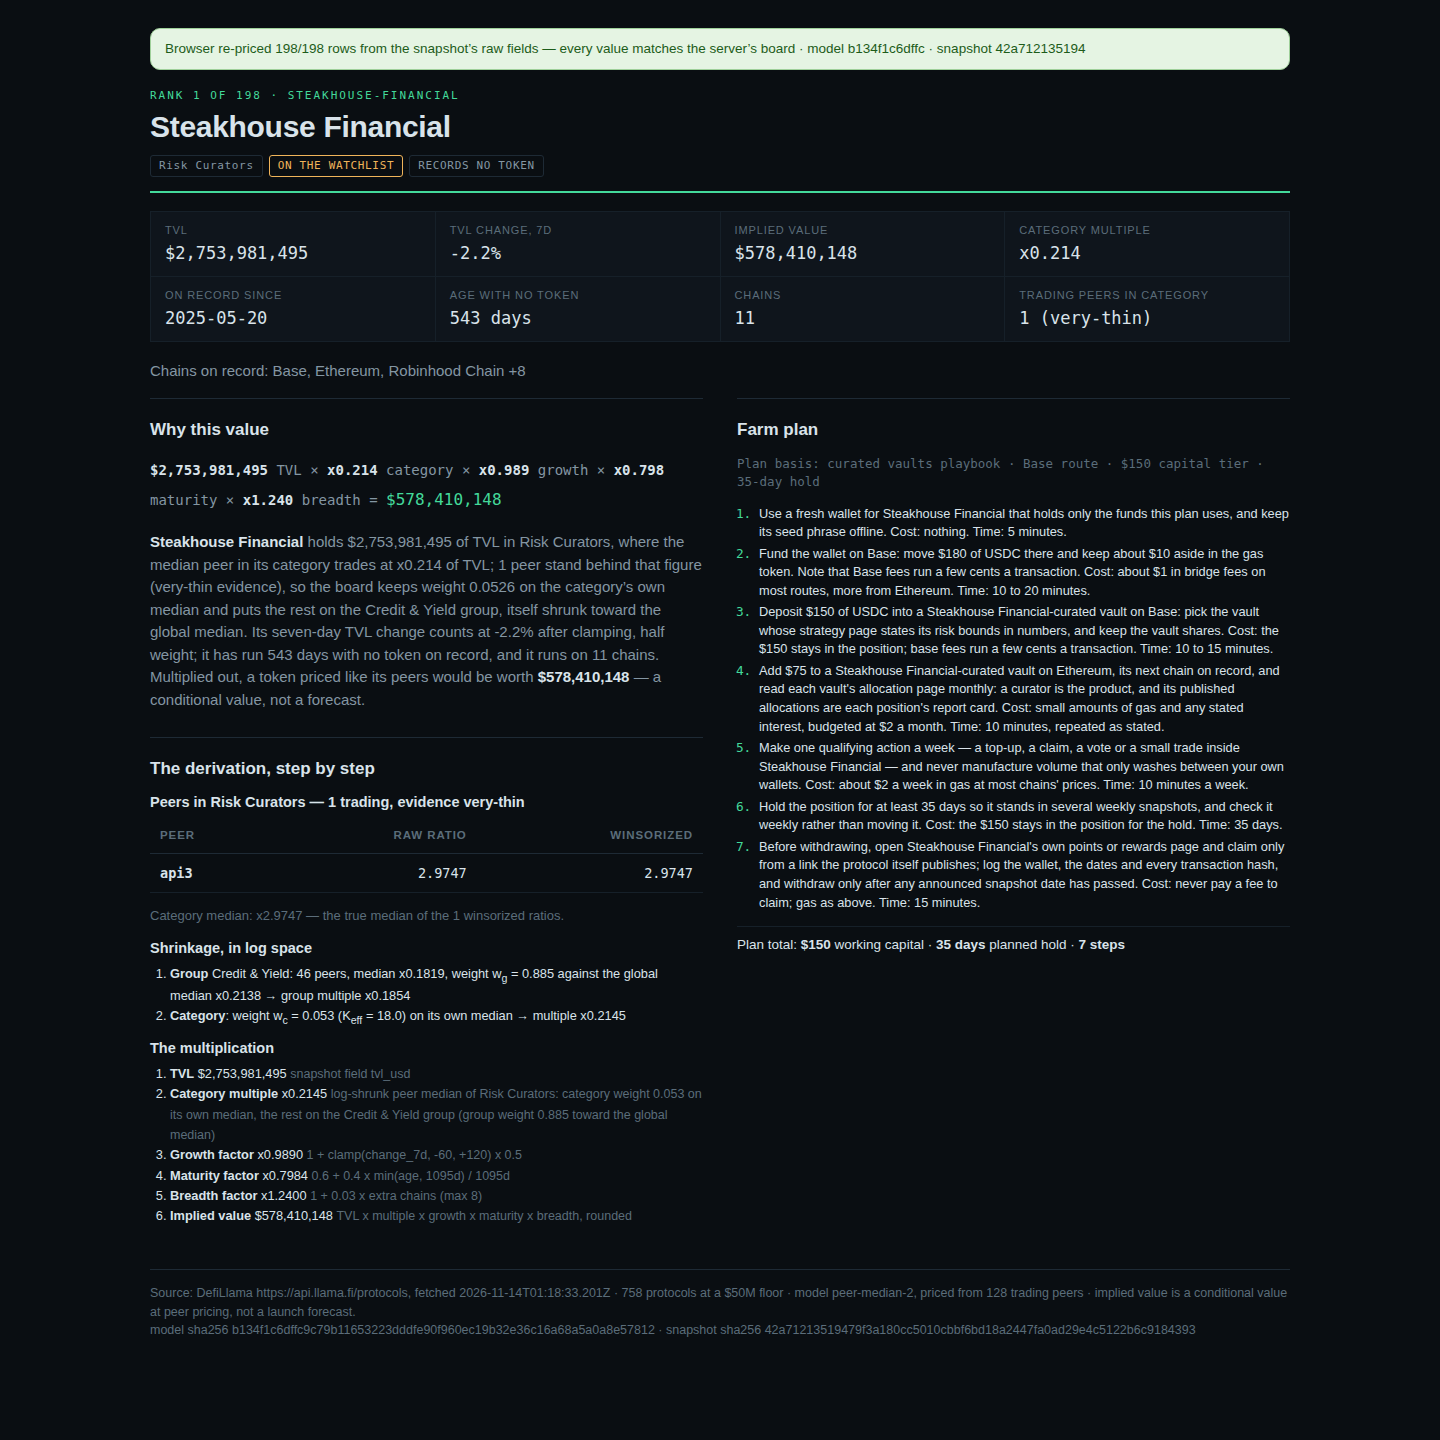 Browser re-priced 198/198 rows from the snapshot's raw fields — every value matches the server's board · model b134f1c6dffc · snapshot 42a712135194
RANK 1 OF 198 · STEAKHOUSE-FINANCIAL
Steakhouse Financial
Risk Curators ON THE WATCHLIST RECORDS NO TOKEN
TVL
$2,753,981,495
TVL CHANGE, 7D
-2.2%
IMPLIED VALUE
$578,410,148
CATEGORY MULTIPLE
x0.214
ON RECORD SINCE
2025-05-20
AGE WITH NO TOKEN
543 days
CHAINS
11
TRADING PEERS IN CATEGORY
1 (very-thin)
Chains on record: Base, Ethereum, Robinhood Chain +8
Why this value
$2,753,981,495 TVL × x0.214 category × x0.989 growth × x0.798
maturity × x1.240 breadth = $578,410,148
Steakhouse Financial holds $2,753,981,495 of TVL in Risk Curators, where the
median peer in its category trades at x0.214 of TVL; 1 peer stand behind that figure
(very-thin evidence), so the board keeps weight 0.0526 on the category's own
median and puts the rest on the Credit & Yield group, itself shrunk toward the
global median. Its seven-day TVL change counts at -2.2% after clamping, half
weight; it has run 543 days with no token on record, and it runs on 11 chains.
Multiplied out, a token priced like its peers would be worth $578,410,148 — a
conditional value, not a forecast.
The derivation, step by step
Peers in Risk Curators — 1 trading, evidence very-thin
PEER RAW RATIO WINSORIZED
api3 2.9747 2.9747
Category median: x2.9747 — the true median of the 1 winsorized ratios.
Shrinkage, in log space
1. Group Credit & Yield: 46 peers, median x0.1819, weight wg = 0.885 against the global
median x0.2138 → group multiple x0.1854
2. Category: weight wc = 0.053 (Keff = 18.0) on its own median → multiple x0.2145
The multiplication
1. TVL $2,753,981,495 snapshot field tvl_usd
2. Category multiple x0.2145 log-shrunk peer median of Risk Curators: category weight 0.053 on
its own median, the rest on the Credit & Yield group (group weight 0.885 toward the global
median)
3. Growth factor x0.9890 1 + clamp(change_7d, -60, +120) x 0.5
4. Maturity factor x0.7984 0.6 + 0.4 x min(age, 1095d) / 1095d
5. Breadth factor x1.2400 1 + 0.03 x extra chains (max 8)
6. Implied value $578,410,148 TVL x multiple x growth x maturity x breadth, rounded
Farm plan
Plan basis: curated vaults playbook · Base route · $150 capital tier ·
35-day hold
1. Use a fresh wallet for Steakhouse Financial that holds only the funds this plan uses, and keep
its seed phrase offline. Cost: nothing. Time: 5 minutes.
2. Fund the wallet on Base: move $180 of USDC there and keep about $10 aside in the gas
token. Note that Base fees run a few cents a transaction. Cost: about $1 in bridge fees on
most routes, more from Ethereum. Time: 10 to 20 minutes.
3. Deposit $150 of USDC into a Steakhouse Financial-curated vault on Base: pick the vault
whose strategy page states its risk bounds in numbers, and keep the vault shares. Cost: the
$150 stays in the position; base fees run a few cents a transaction. Time: 10 to 15 minutes.
4. Add $75 to a Steakhouse Financial-curated vault on Ethereum, its next chain on record, and
read each vault's allocation page monthly: a curator is the product, and its published
allocations are each position's report card. Cost: small amounts of gas and any stated
interest, budgeted at $2 a month. Time: 10 minutes, repeated as stated.
5. Make one qualifying action a week — a top-up, a claim, a vote or a small trade inside
Steakhouse Financial — and never manufacture volume that only washes between your own
wallets. Cost: about $2 a week in gas at most chains' prices. Time: 10 minutes a week.
6. Hold the position for at least 35 days so it stands in several weekly snapshots, and check it
weekly rather than moving it. Cost: the $150 stays in the position for the hold. Time: 35 days.
7. Before withdrawing, open Steakhouse Financial's own points or rewards page and claim only
from a link the protocol itself publishes; log the wallet, the dates and every transaction hash,
and withdraw only after any announced snapshot date has passed. Cost: never pay a fee to
claim; gas as above. Time: 15 minutes.
Plan total: $150 working capital · 35 days planned hold · 7 steps
Source: DefiLlama https://api.llama.fi/protocols, fetched 2026-11-14T01:18:33.201Z · 758 protocols at a $50M floor · model peer-median-2, priced from 128 trading peers · implied value is a conditional value
at peer pricing, not a launch forecast.
model sha256 b134f1c6dffc9c79b11653223dddfe90f960ec19b32e36c16a68a5a0a8e57812 · snapshot sha256 42a71213519479f3a180cc5010cbbf6bd18a2447fa0ad29e4c5122b6c9184393